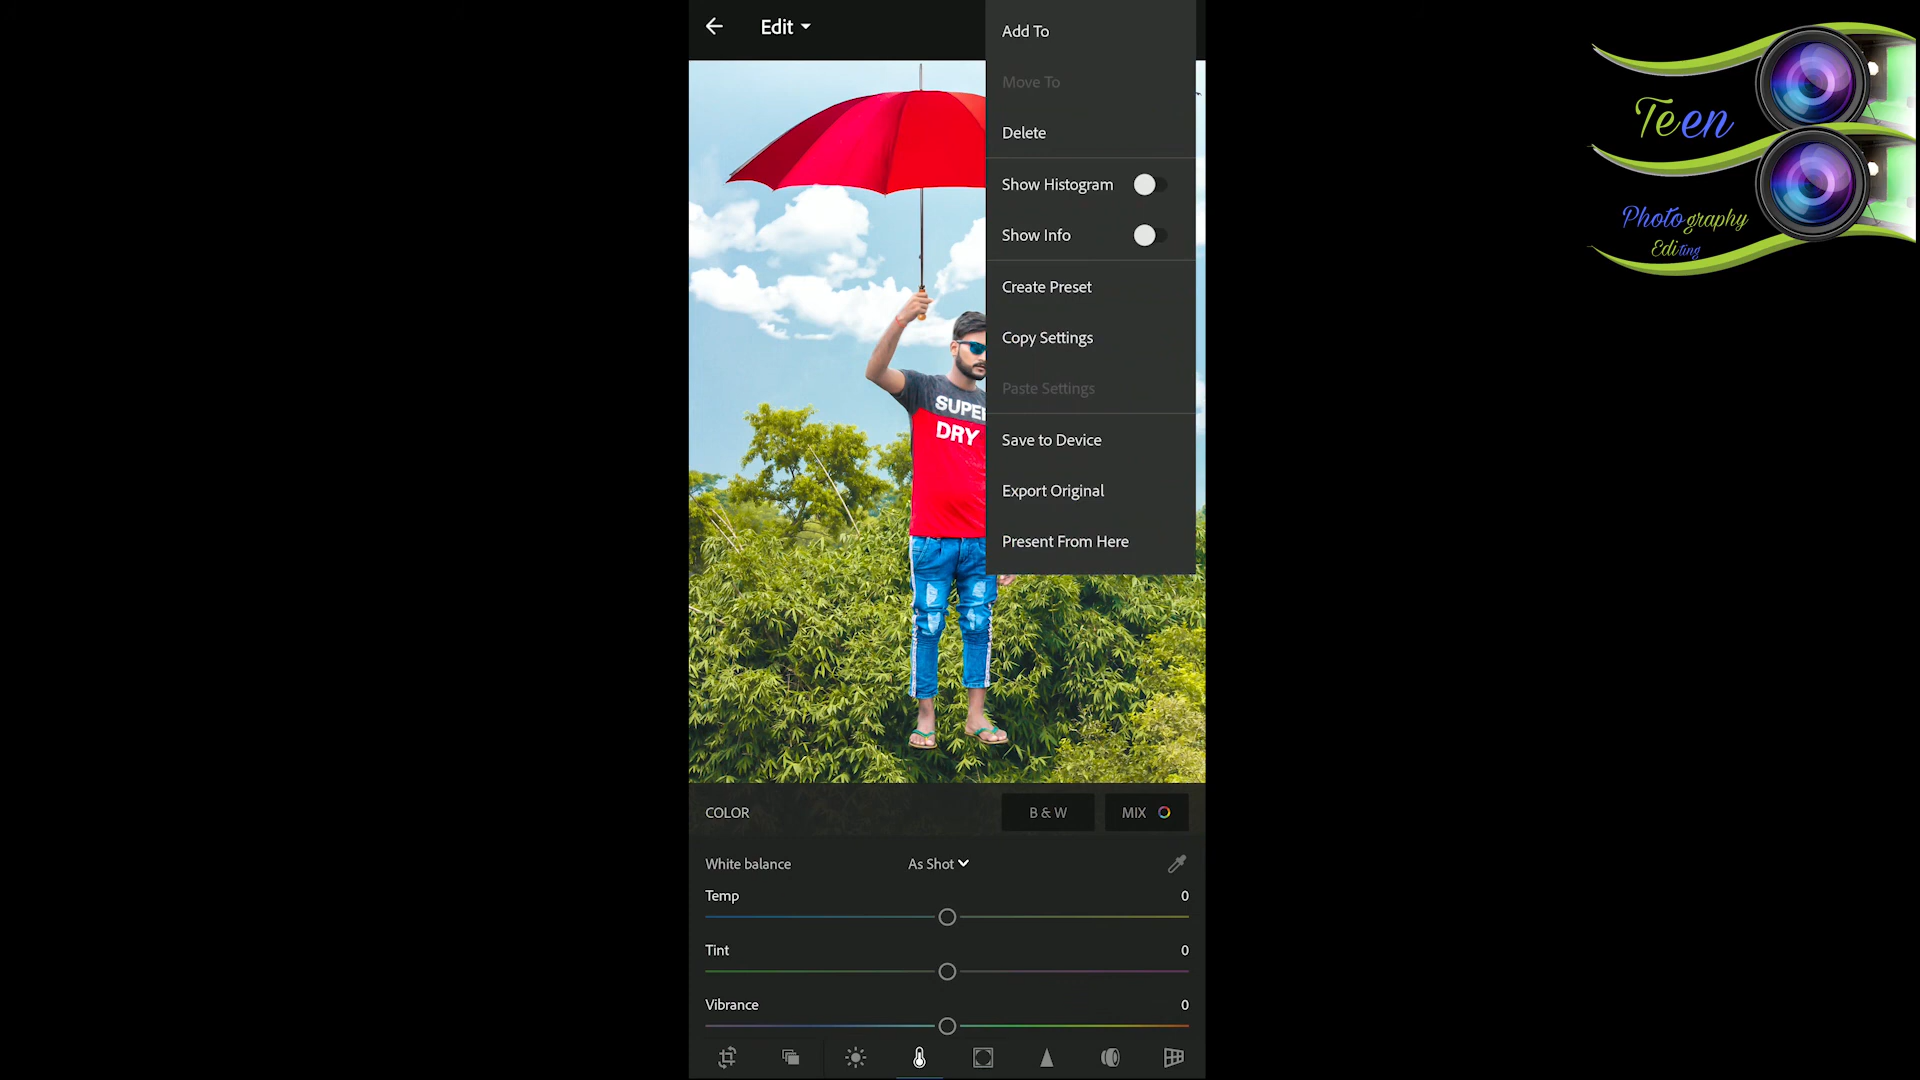 Edit
Add To
Move To
Delete
Show Histogram
Show Info
Create Preset
Copy Settings
Paste Settings
Save to Device
Export Original
Present From Here
Teen
Photography
Editing
SUPE
DRY
COLOR
B & W
MIX
White balance
As Shot
Temp
0
Tint
0
Vibrance
0